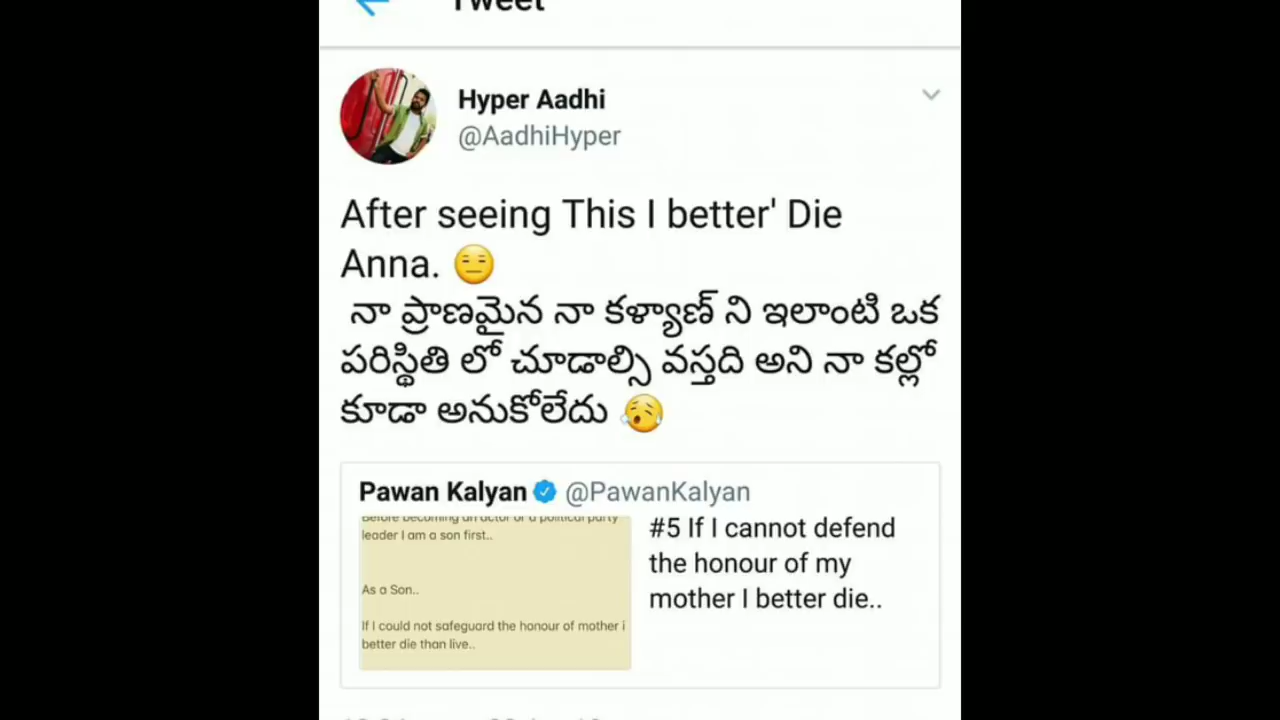 Tweet
Hyper Aadhi
@AadhiHyper
After seeing This I better' Die
Anna. 😑
నా ప్రాణమైన నా కళ్యాణ్ ని ఇలాంటి ఒక
పరిస్థితి లో చూడాల్సి వస్తది అని నా కల్లో
కూడా అనుకోలేదు 😥
Pawan Kalyan @PawanKalyan
Before becoming an actor or a political party
leader I am a son first..
As a Son..
If I could not safeguard the honour of mother i
better die than live..
#5 If I cannot defend
the honour of my
mother I better die..